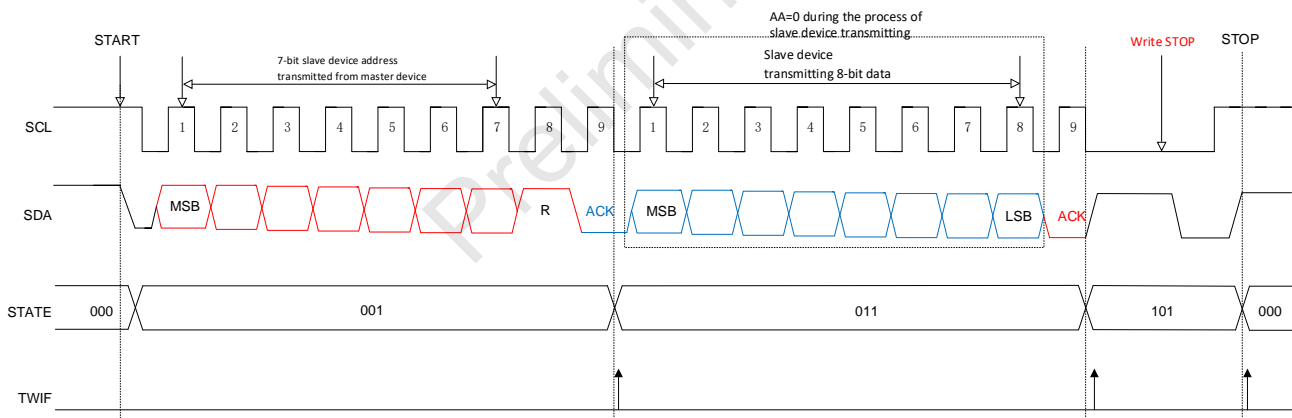 AA=0 during the process of
slave device transmitting
START
7-bit slave device address
transmitted from master device
Slave device
transmitting 8-bit data
Write STOP
STOP
SCL
1 2 3 4 5 6 7 8 9 1 2 3 4 5 6 7 8 9
SDA
MSB R ACK MSB LSB ACK
STATE
000 001 011 101 000
TWIF
Prelimin